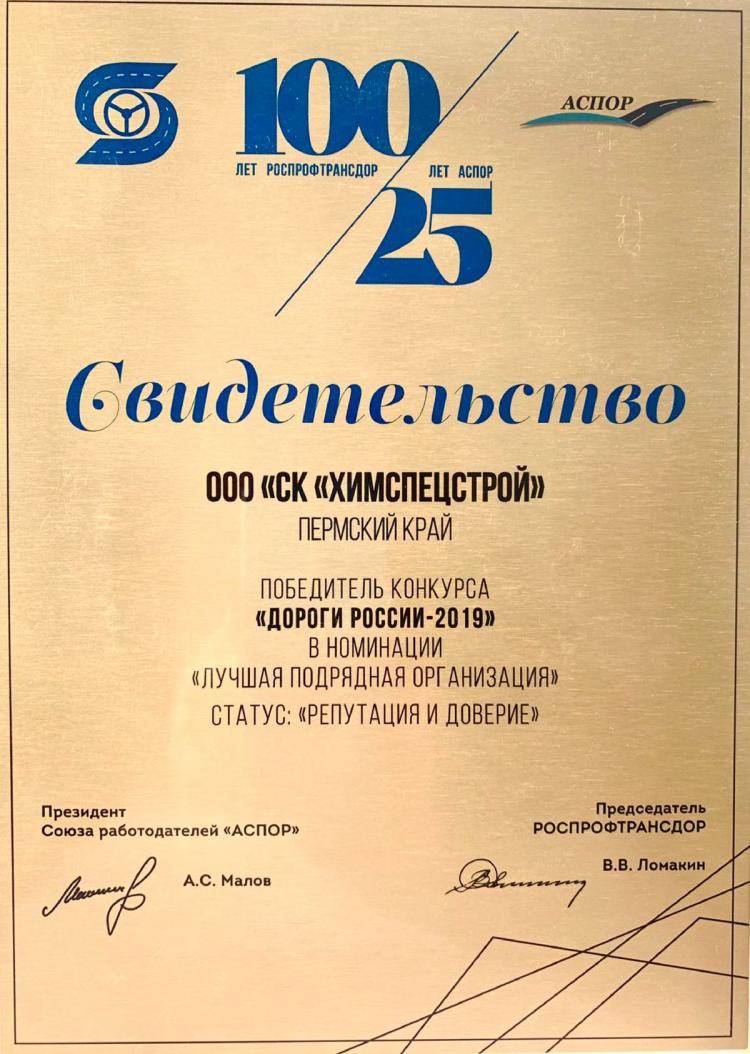 АСПОР
100
ЛЕТ РОСПРОФТРАНСДОР
ЛЕТ АСПОР
25
Свидетельство
ООО «СК «ХИМСПЕЦСТРОЙ»
ПЕРМСКИЙ КРАЙ
ПОБЕДИТЕЛЬ КОНКУРСА
«ДОРОГИ РОССИИ-2019»
В НОМИНАЦИИ
«ЛУЧШАЯ ПОДРЯДНАЯ ОРГАНИЗАЦИЯ»
СТАТУС: «РЕПУТАЦИЯ И ДОВЕРИЕ»
Президент
Союза работодателей «АСПОР»
А.С. Малов
Председатель
РОСПРОФТРАНСДОР
В.В. Ломакин